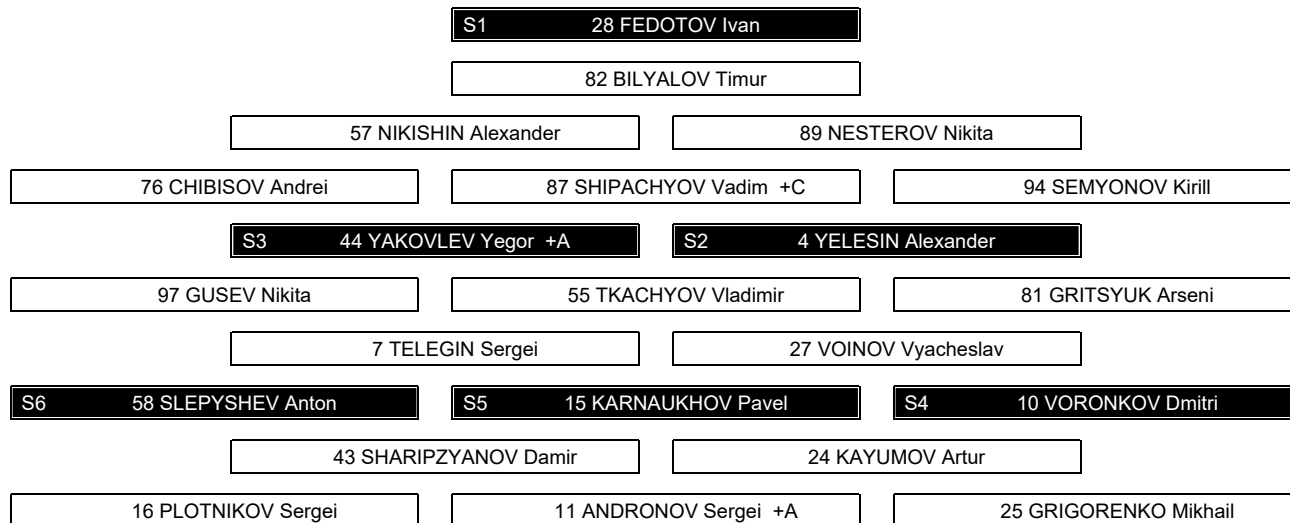 S1 28 FEDOTOV Ivan
82 BILYALOV Timur
57 NIKISHIN Alexander 89 NESTEROV Nikita
76 CHIBISOV Andrei 87 SHIPACHYOV Vadim +C 94 SEMYONOV Kirill
S3 44 YAKOVLEV Yegor +A S2 4 YELESIN Alexander
97 GUSEV Nikita 55 TKACHYOV Vladimir 81 GRITSYUK Arseni
7 TELEGIN Sergei 27 VOINOV Vyacheslav
S6 58 SLEPYSHEV Anton S5 15 KARNAUKHOV Pavel S4 10 VORONKOV Dmitri
43 SHARIPZYANOV Damir 24 KAYUMOV Artur
16 PLOTNIKOV Sergei 11 ANDRONOV Sergei +A 25 GRIGORENKO Mikhail